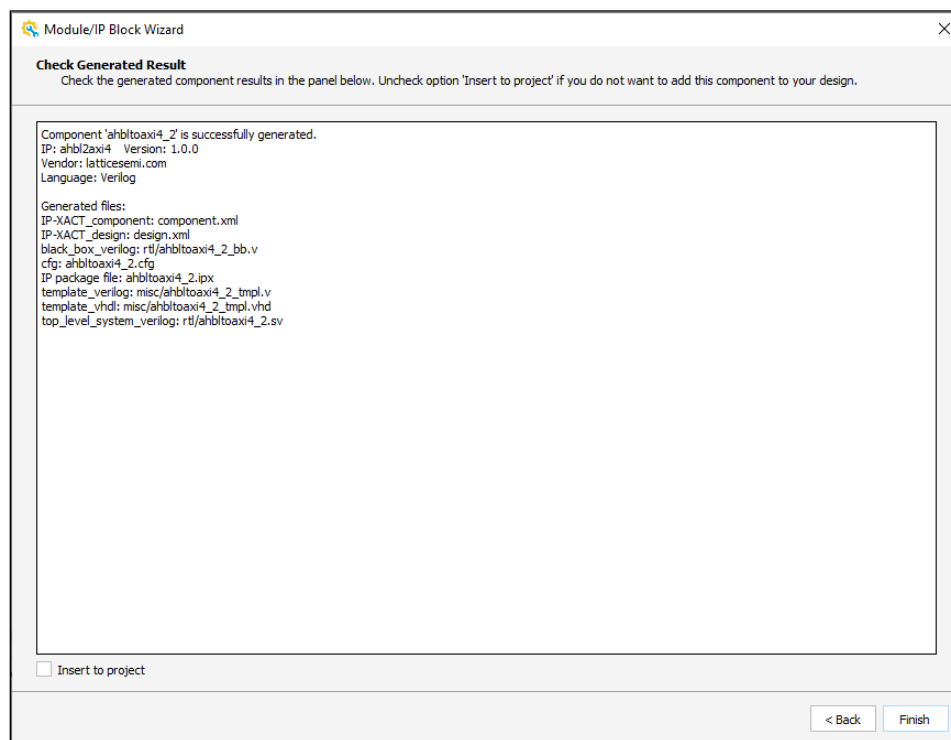 Module/IP Block Wizard
Check Generated Result
Check the generated component results in the panel below. Uncheck option 'Insert to project' if you do not want to add this component to your design.
Component 'ahbltoaxi4_2' is successfully generated.
IP: ahbl2axi4 Version: 1.0.0
Vendor: latticesemi.com
Language: Verilog
Generated files:
IP-XACT_component: component.xml
IP-XACT_design: design.xml
black_box_verilog: rtl/ahbltoaxi4_2_bb.v
cfg: ahbltoaxi4_2.cfg
IP package file: ahbltoaxi4_2.ipx
template_verilog: misc/ahbltoaxi4_2_tmpl.v
template_vhdl: misc/ahbltoaxi4_2_tmpl.vhd
top_level_system_verilog: rtl/ahbltoaxi4_2.sv
Insert to project
< Back Finish